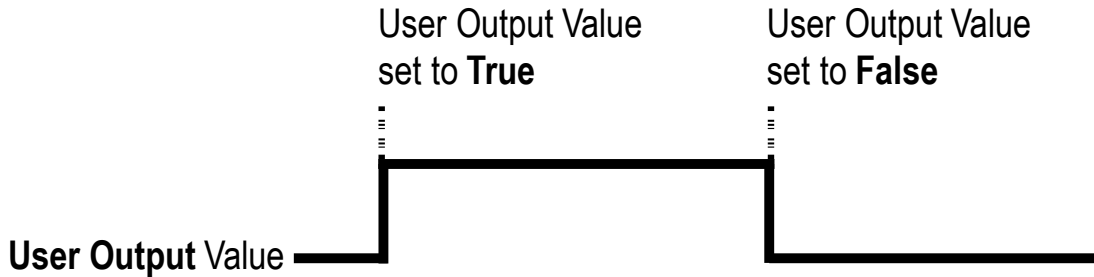 User Output Value
set to True
User Output Value
set to False
User Output Value